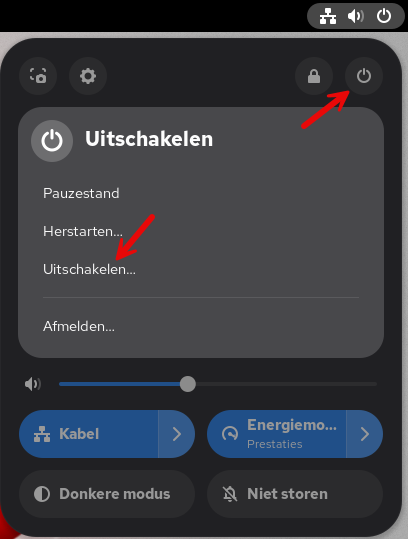 Uitschakelen
Pauzestand
Herstarten...
Uitschakelen...
Afmelden...
Kabel
Energiemo...
Prestaties
Donkere modus
Niet storen